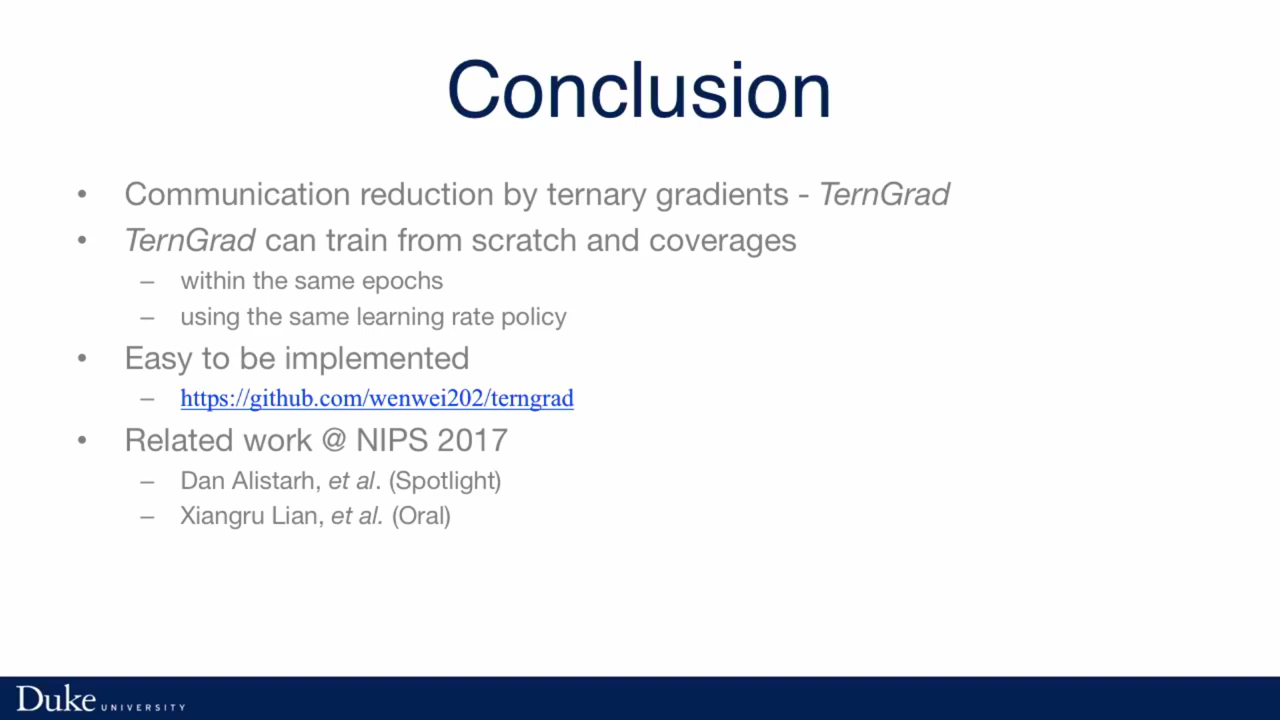 Conclusion
• Communication reduction by ternary gradients - TernGrad
• TernGrad can train from scratch and coverages
– within the same epochs
– using the same learning rate policy
• Easy to be implemented
– https://github.com/wenwei202/terngrad
• Related work @ NIPS 2017
– Dan Alistarh, et al. (Spotlight)
– Xiangru Lian, et al. (Oral)
Duke UNIVERSITY